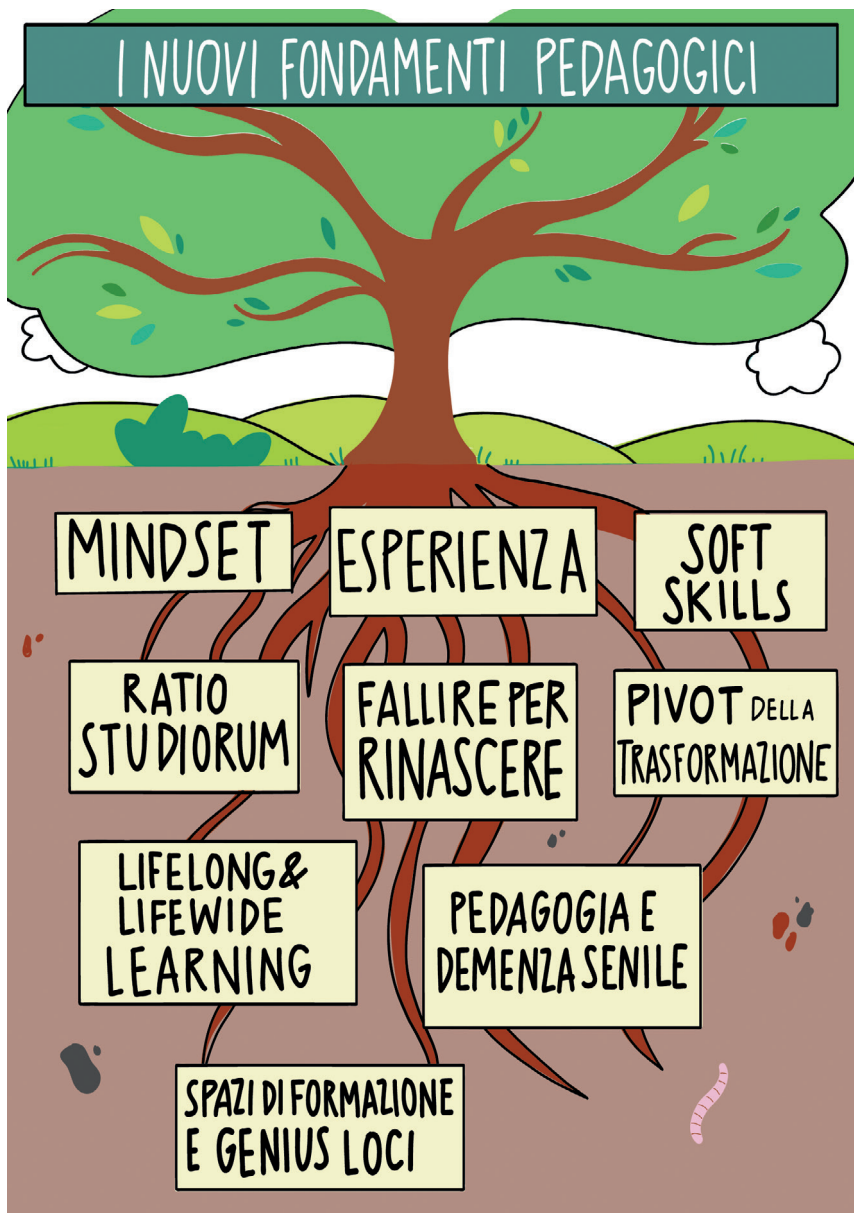 I NUOVI FONDAMENTI PEDAGOGICI
MINDSET
ESPERIENZA
SOFT
SKILLS
RATIO
STUDIORUM
FALLIRE PER
RINASCERE
PIVOT DELLA
TRASFORMAZIONE
LIFELONG &
LIFEWIDE
LEARNING
PEDAGOGIA E
DEMENZA SENILE
SPAZI DI FORMAZIONE
E GENIUS LOCI